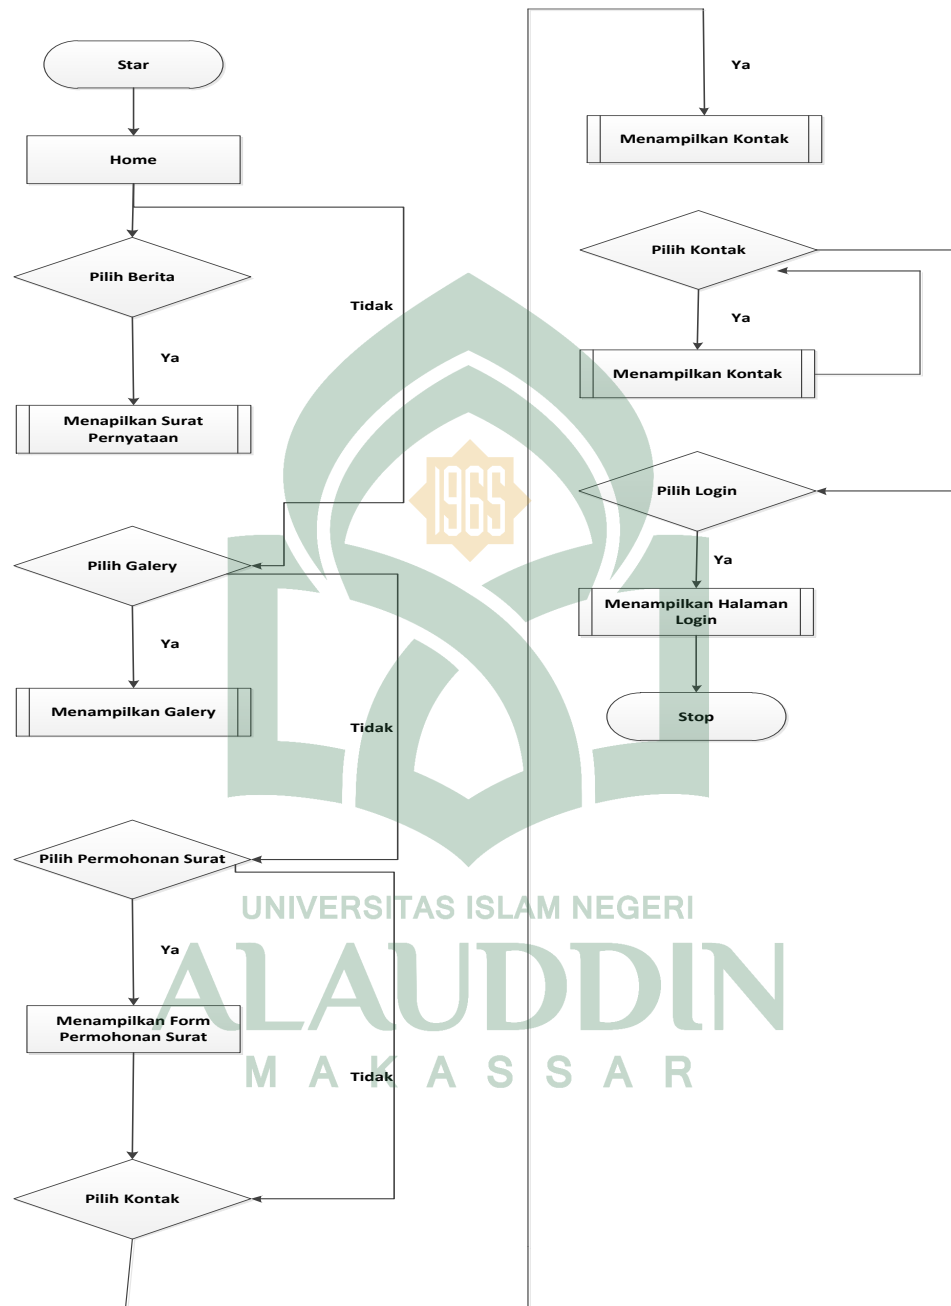 Star
Home
Pilih Berita
Tidak
Ya
Menapilkan Surat
Pernyataan
Pilih Galery
Ya
Menampilkan Galery
Tidak
Pilih Permohonan Surat
Ya
Menampilkan Form
Permohonan Surat
Tidak
Pilih Kontak
Ya
Menampilkan Kontak
Pilih Kontak
Ya
Menampilkan Kontak
Pilih Login
Ya
Menampilkan Halaman
Login
Stop
1965
UNIVERSITAS ISLAM NEGERI
ALAUDDIN
MAKASSAR